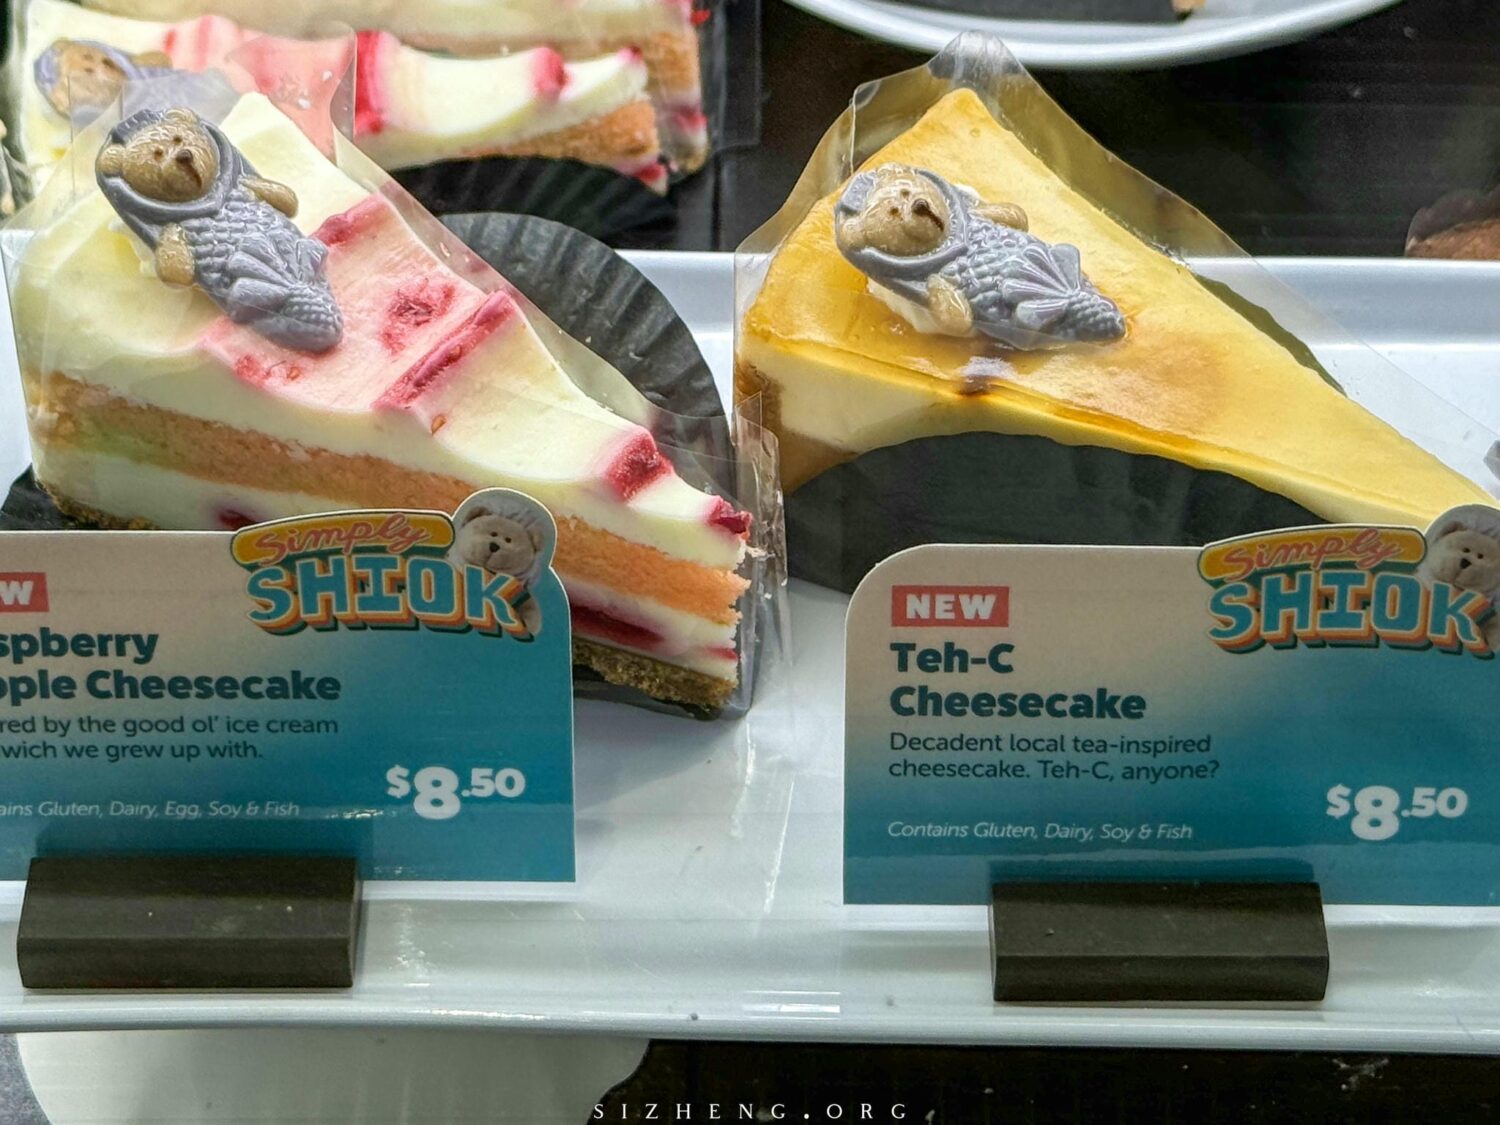 Simply
SHIOK
spberry
pple Cheesecake
red by the good ol' ice cream
wich we grew up with.
$8.50
ains Gluten, Dairy, Egg, Soy & Fish
Simply
SHIOK
NEW
Teh-C
Cheesecake
Decadent local tea-inspired
cheesecake. Teh-C, anyone?
$8.50
Contains Gluten, Dairy, Soy & Fish
SIZHENG.ORG